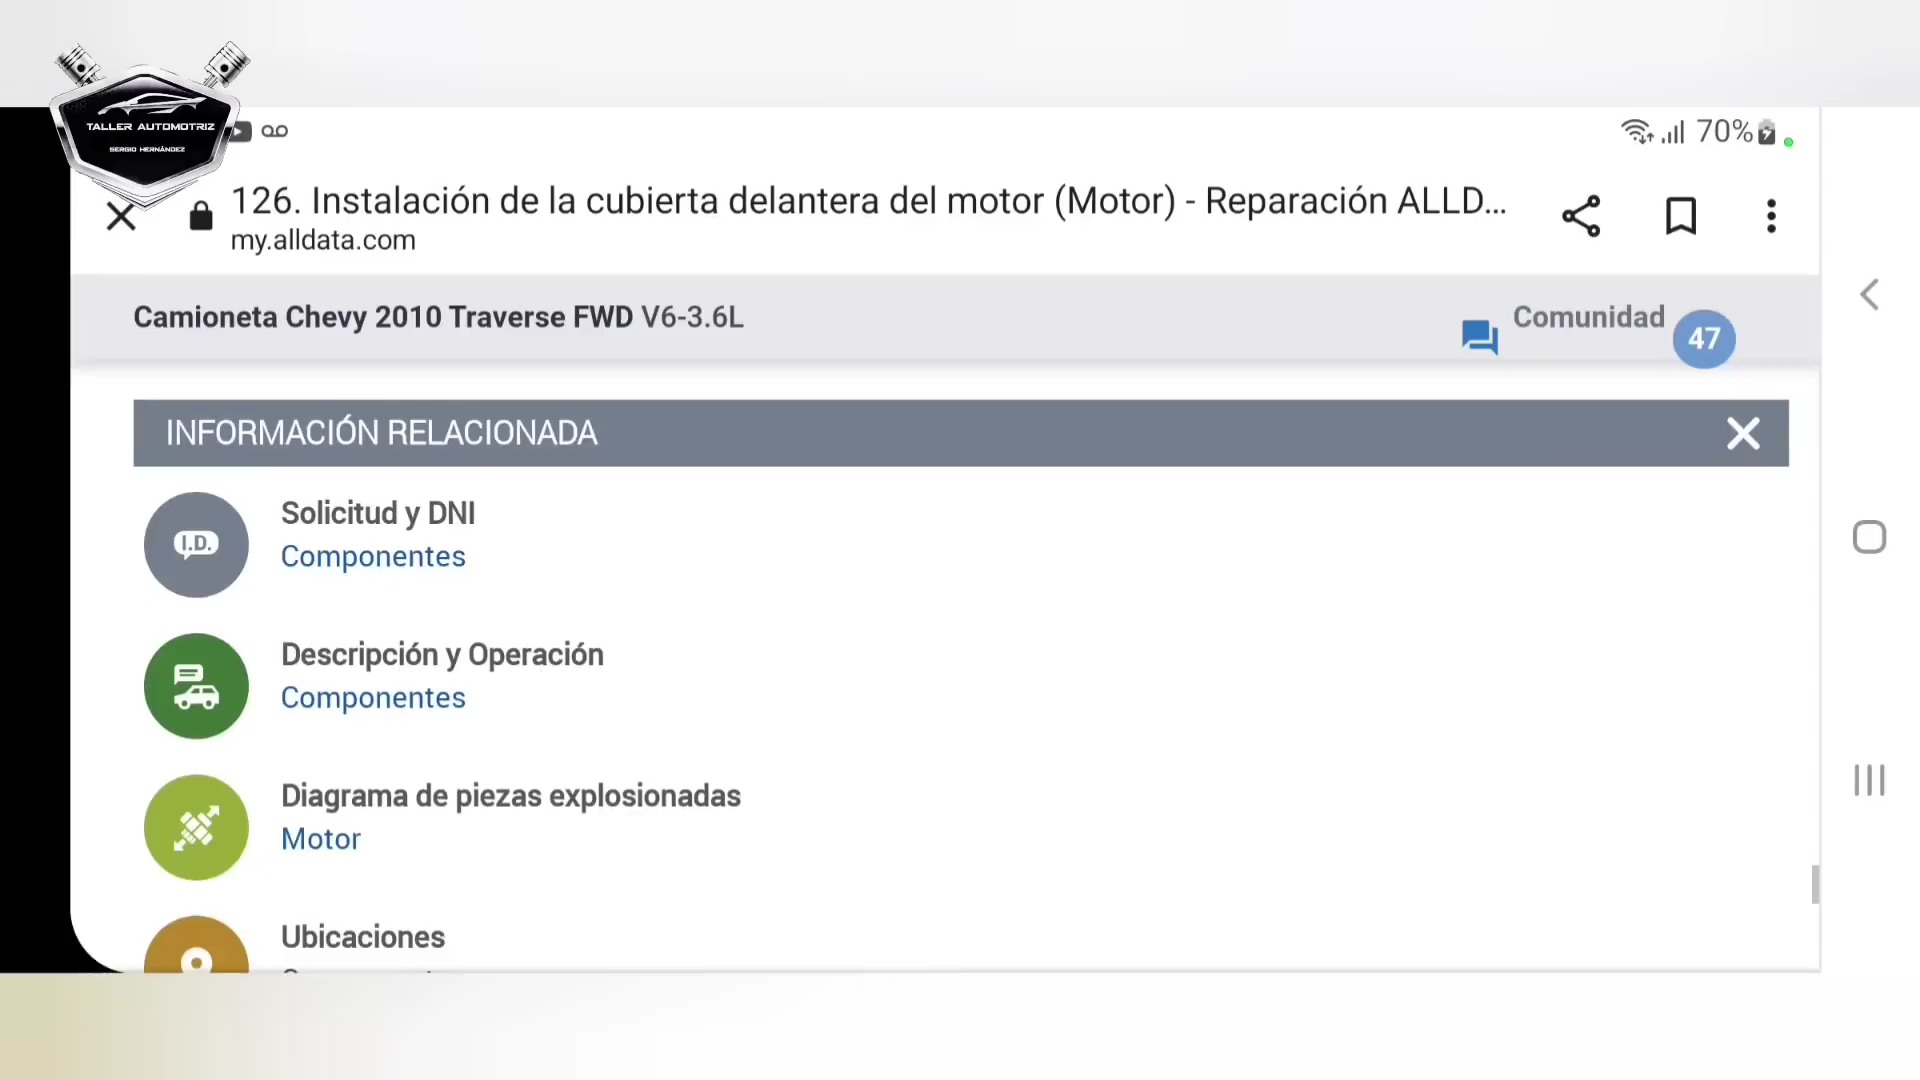 TALLER AUTOMOTRIZ
SERGIO HERNÁNDEZ
70%
126. Instalación de la cubierta delantera del motor (Motor) - Reparación ALLD...
my.alldata.com
Camioneta Chevy 2010 Traverse FWD V6-3.6L
Comunidad
47
INFORMACIÓN RELACIONADA
I.D.
Solicitud y DNI
Componentes
Descripción y Operación
Componentes
Diagrama de piezas explosionadas
Motor
Ubicaciones